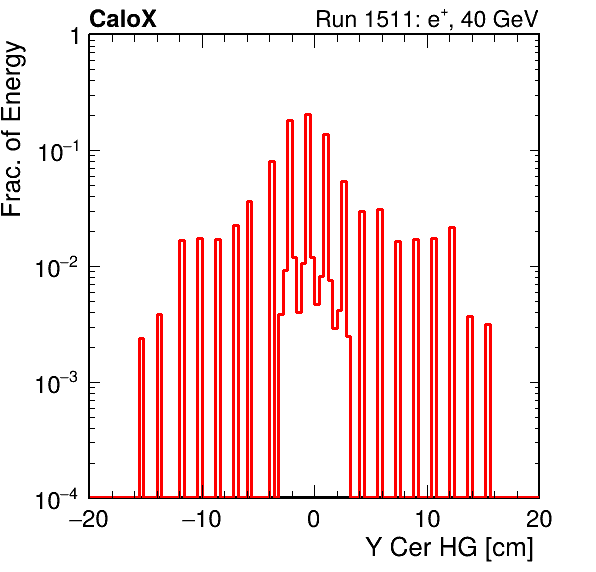 CaloX
Run 1511: e⁺, 40 GeV
Frac. of Energy
1
10⁻¹
10⁻²
10⁻³
10⁻⁴
−20
−10
0
10
20
Y Cer HG [cm]